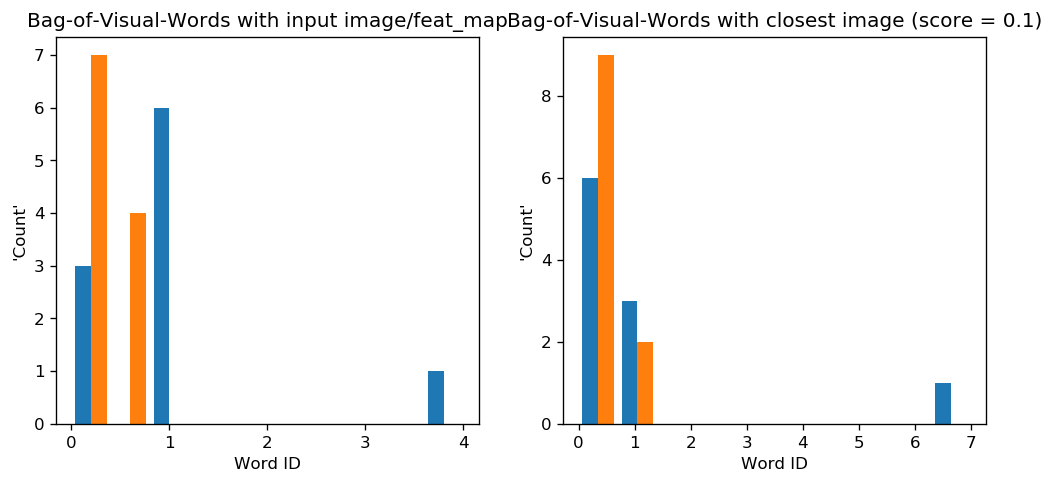 Bag-of-Visual-Words with input image/feat_map
7
6
5
4
3
2
1
0
'Count'
0 1 2 3 4
Word ID
Bag-of-Visual-Words with closest image (score = 0.1)
8
6
4
2
0
'Count'
0 1 2 3 4 5 6 7
Word ID